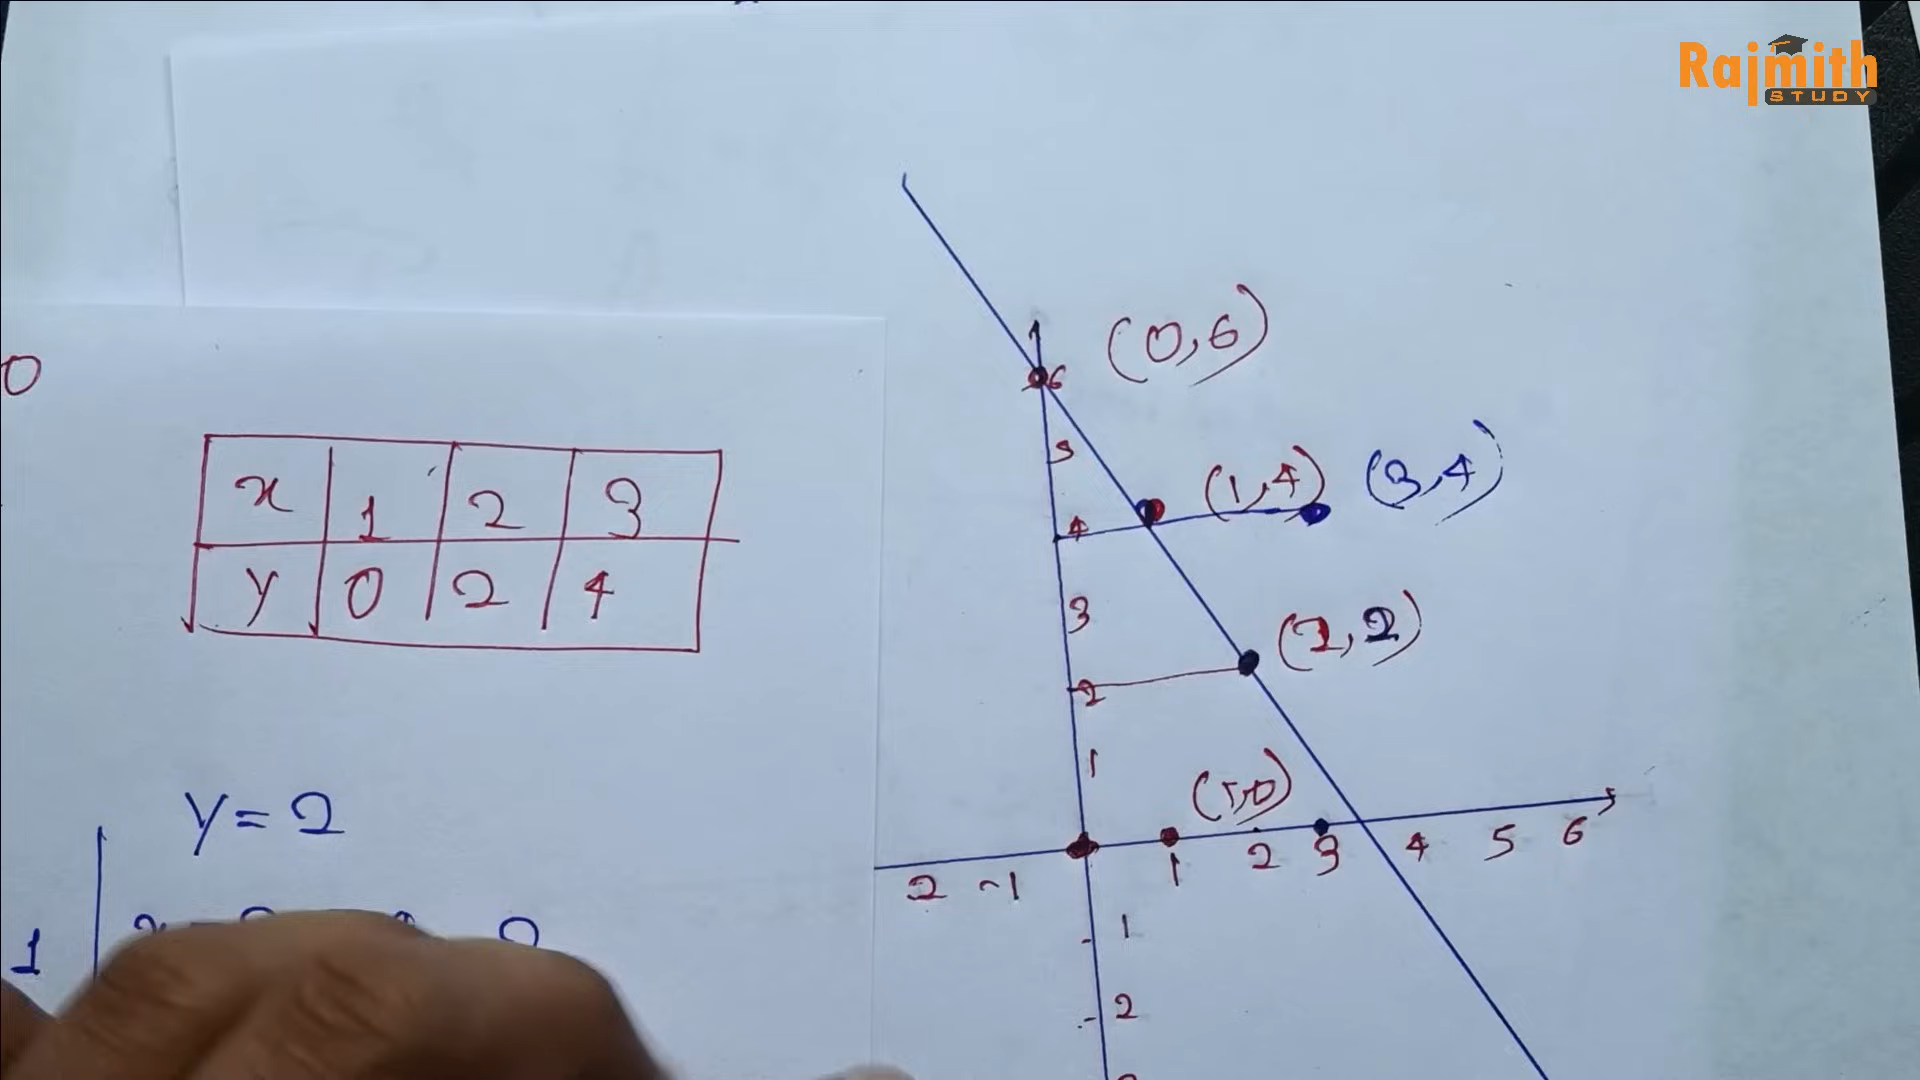 Rajmith
STUDY
0
x 1 2 3
y 0 2 4
y = 2
1
(0,6)
(1,4) (3,4)
(2,2)
(1,0)
6
5
4
3
2
1
2 -1 1 2 3 4 5 6
1
2